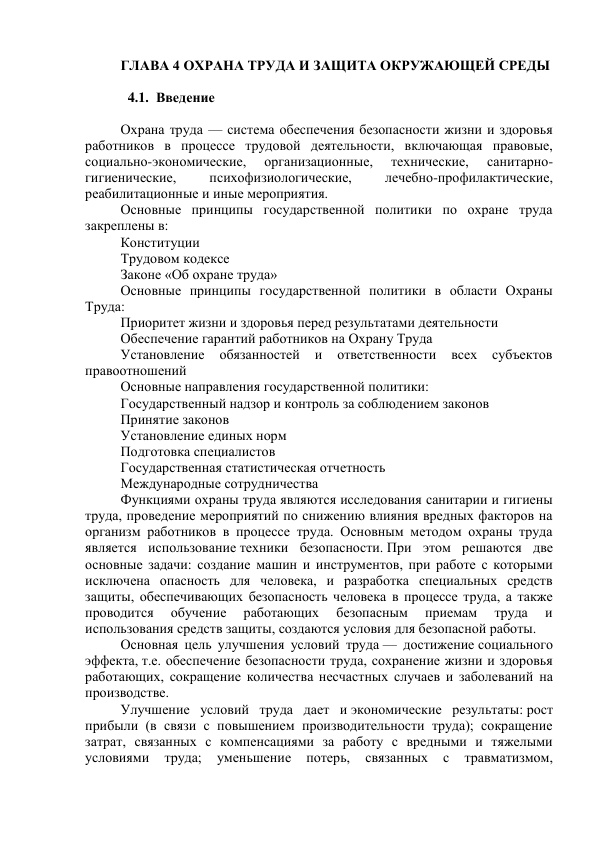 ГЛАВА 4 ОХРАНА ТРУДА И ЗАЩИТА ОКРУЖАЮЩЕЙ СРЕДЫ
4.1. Введение
Охрана труда — система обеспечения безопасности жизни и здоровья
работников в процессе трудовой деятельности, включающая правовые,
социально-экономические, организационные, технические, санитарно-
гигиенические, психофизиологические, лечебно-профилактические,
реабилитационные и иные мероприятия.
Основные принципы государственной политики по охране труда
закреплены в:
Конституции
Трудовом кодексе
Законе «Об охране труда»
Основные принципы государственной политики в области Охраны
Труда:
Приоритет жизни и здоровья перед результатами деятельности
Обеспечение гарантий работников на Охрану Труда
Установление обязанностей и ответственности всех субъектов
правоотношений
Основные направления государственной политики:
Государственный надзор и контроль за соблюдением законов
Принятие законов
Установление единых норм
Подготовка специалистов
Государственная статистическая отчетность
Международные сотрудничества
Функциями охраны труда являются исследования санитарии и гигиены
труда, проведение мероприятий по снижению влияния вредных факторов на
организм работников в процессе труда. Основным методом охраны труда
является использование техники безопасности. При этом решаются две
основные задачи: создание машин и инструментов, при работе с которыми
исключена опасность для человека, и разработка специальных средств
защиты, обеспечивающих безопасность человека в процессе труда, а также
проводится обучение работающих безопасным приемам труда и
использования средств защиты, создаются условия для безопасной работы.
Основная цель улучшения условий труда — достижение социального
эффекта, т.е. обеспечение безопасности труда, сохранение жизни и здоровья
работающих, сокращение количества несчастных случаев и заболеваний на
производстве.
Улучшение условий труда дает и экономические результаты: рост
прибыли (в связи с повышением производительности труда); сокращение
затрат, связанных с компенсациями за работу с вредными и тяжелыми
условиями труда; уменьшение потерь, связанных с травматизмом,